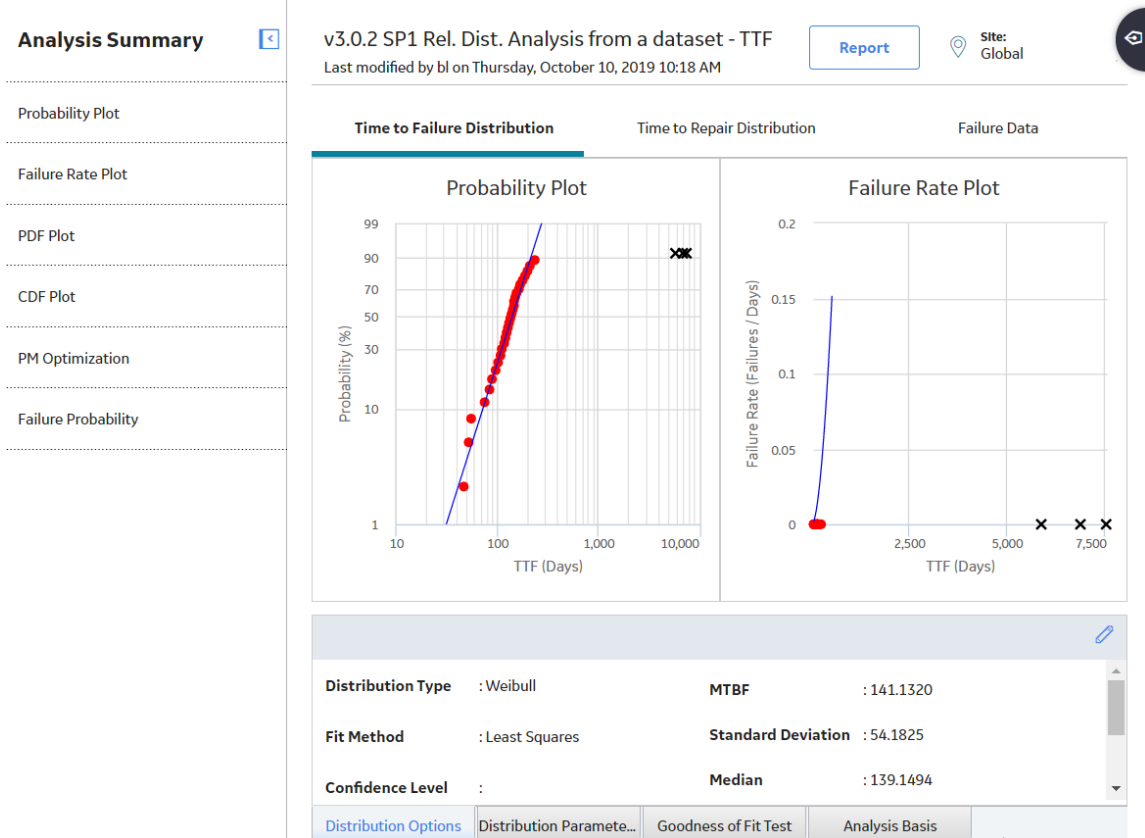 Analysis Summary
Probability Plot
Failure Rate Plot
PDF Plot
CDF Plot
PM Optimization
Failure Probability
v3.0.2 SP1 Rel. Dist. Analysis from a dataset - TTF
Last modified by bl on Thursday, October 10, 2019 10:18 AM
Report
Site:
Global
Time to Failure Distribution
Time to Repair Distribution
Failure Data
Probability Plot
99
90
70
50
30
10
1
Probability (%)
10 100 1,000 10,000
TTF (Days)
Failure Rate Plot
0.2
0.15
0.1
0.05
0
Failure Rate (Failures / Days)
2,500 5,000 7,500
TTF (Days)
Distribution Type : Weibull
MTBF : 141.1320
Fit Method : Least Squares
Standard Deviation : 54.1825
Confidence Level :
Median : 139.1494
Distribution Options
Distribution Paramete...
Goodness of Fit Test
Analysis Basis